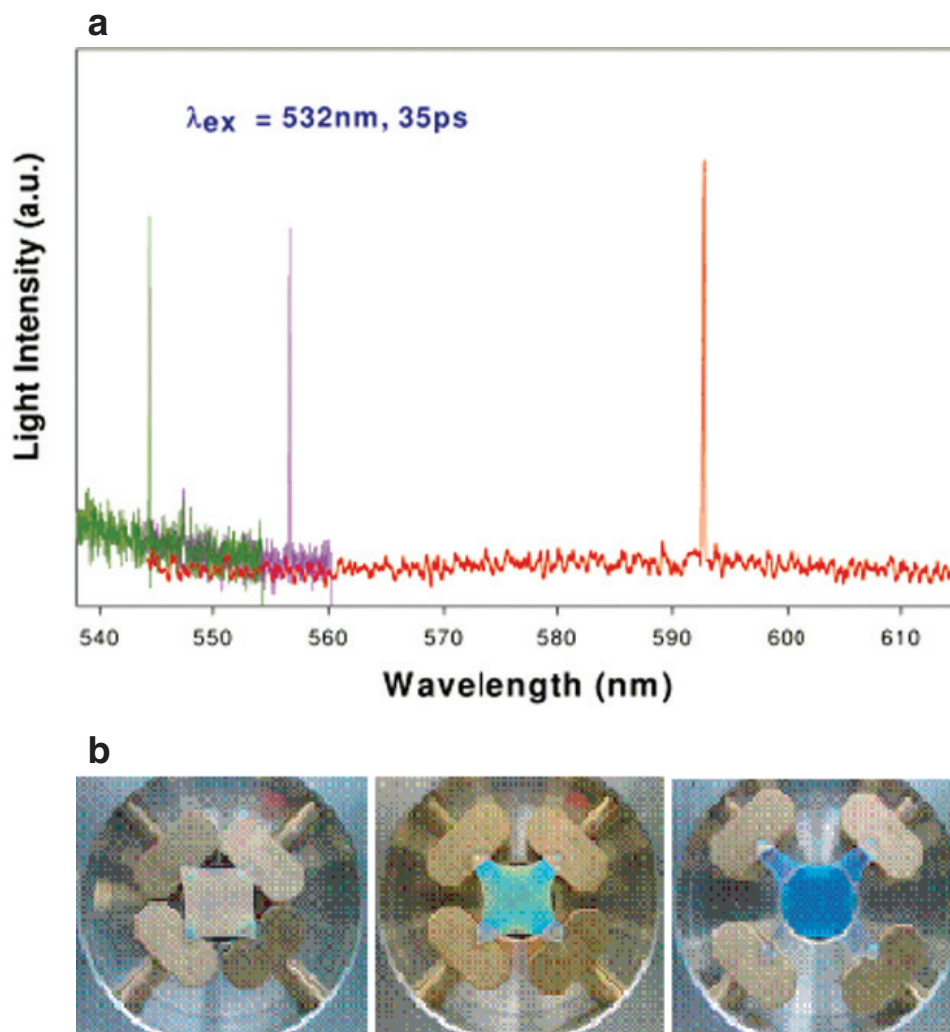 a
λex = 532nm, 35ps
Light Intensity (a.u.)
540 550 560 570 580 590 600 610
Wavelength (nm)
b